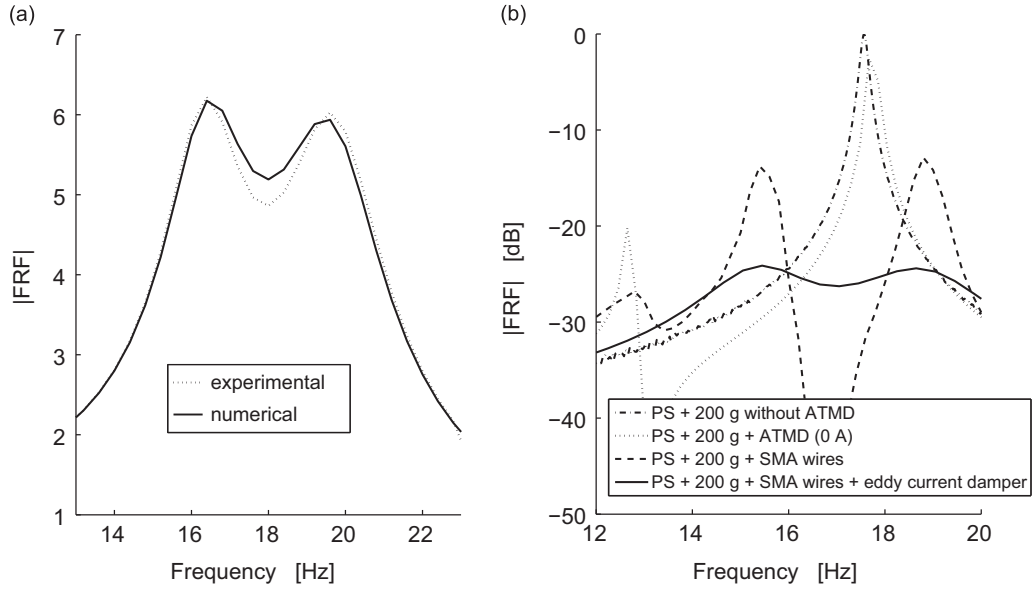 (a)
7
6
5
4
3
2
1
|FRF|
experimental
numerical
14
16
18
20
22
Frequency [Hz]
(b)
0
−10
−20
−30
−40
−50
|FRF| [dB]
PS + 200 g without ATMD
PS + 200 g + ATMD (0 A)
PS + 200 g + SMA wires
PS + 200 g + SMA wires + eddy current damper
12
14
16
18
20
Frequency [Hz]